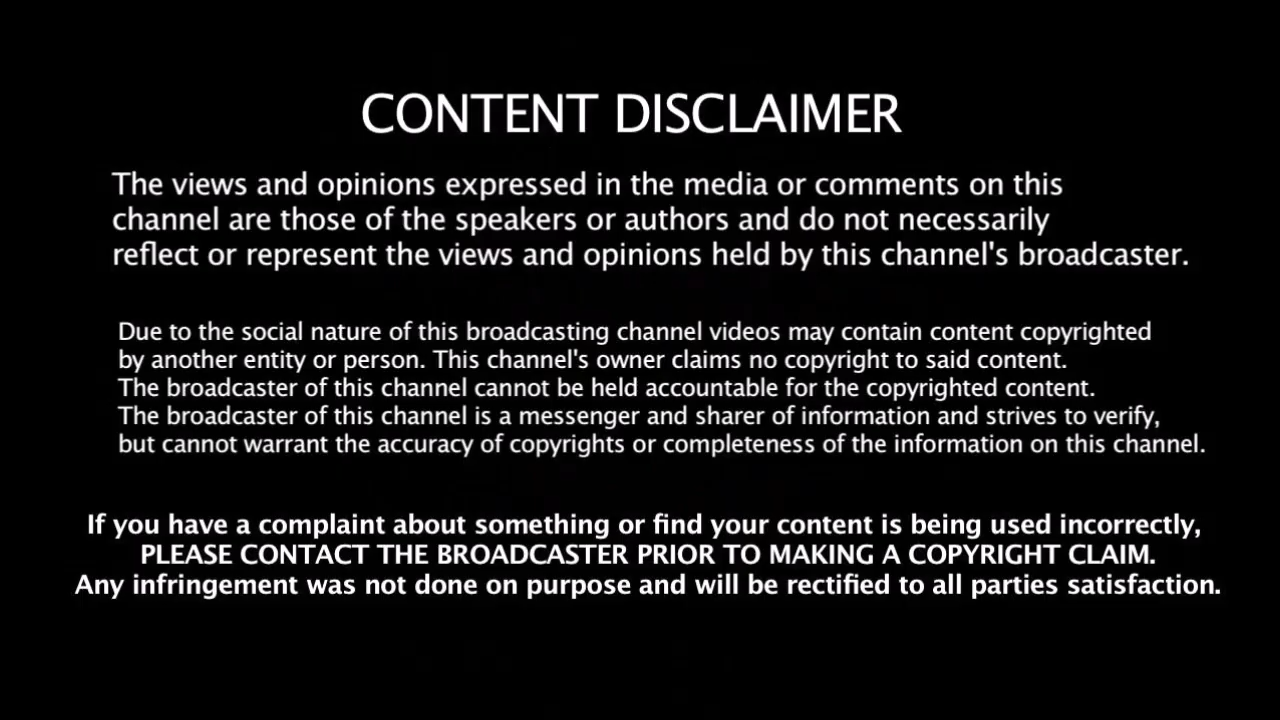 CONTENT DISCLAIMER
The views and opinions expressed in the media or comments on this
channel are those of the speakers or authors and do not necessarily
reflect or represent the views and opinions held by this channel's broadcaster.
Due to the social nature of this broadcasting channel videos may contain content copyrighted
by another entity or person. This channel's owner claims no copyright to said content.
The broadcaster of this channel cannot be held accountable for the copyrighted content.
The broadcaster of this channel is a messenger and sharer of information and strives to verify,
but cannot warrant the accuracy of copyrights or completeness of the information on this channel.
If you have a complaint about something or find your content is being used incorrectly,
PLEASE CONTACT THE BROADCASTER PRIOR TO MAKING A COPYRIGHT CLAIM.
Any infringement was not done on purpose and will be rectified to all parties satisfaction.